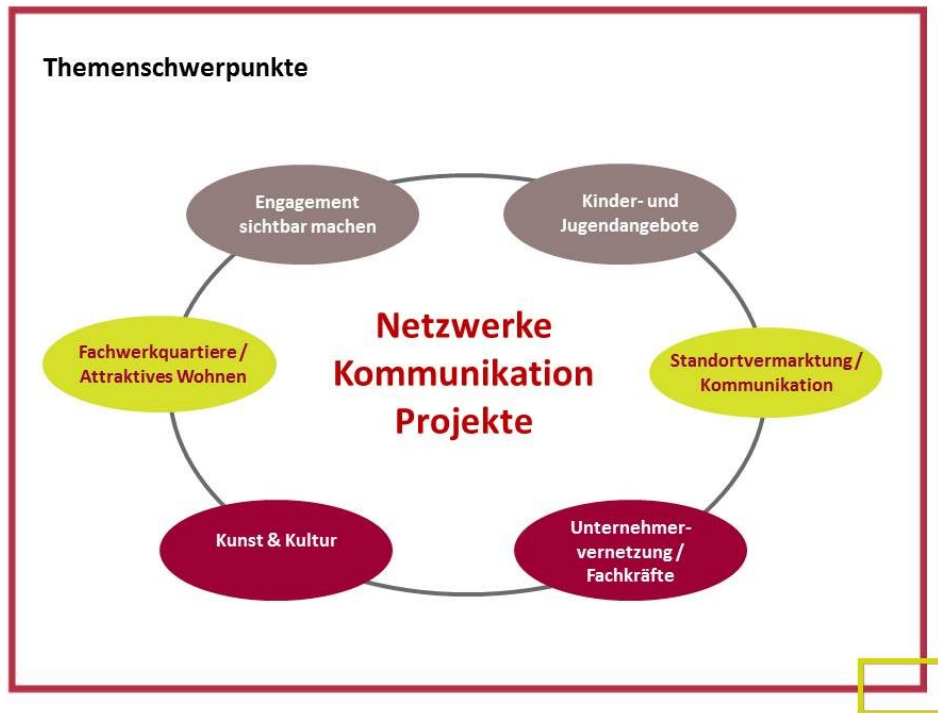 Themenschwerpunkte
Engagement
sichtbar machen
Kinder- und
Jugendangebote
Fachwerkquartiere /
Attraktives Wohnen
Netzwerke
Kommunikation
Projekte
Standortvermarktung /
Kommunikation
Kunst & Kultur
Unternehmer-
vernetzung /
Fachkräfte